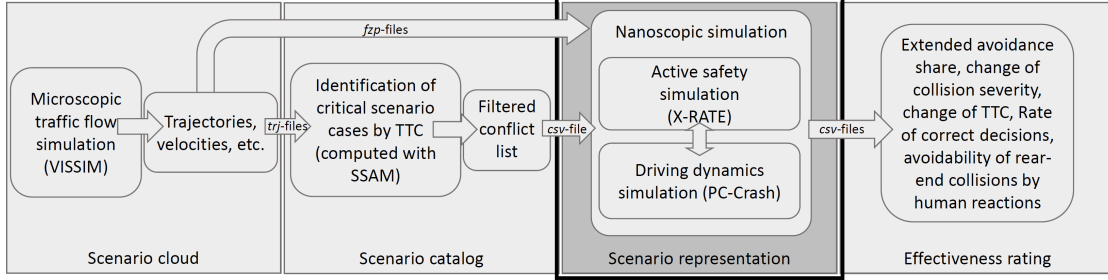 fzp-files
Microscopic
traffic flow
simulation
(VISSIM)
Trajectories,
velocities, etc.
trj-files
Scenario cloud
Identification of
critical scenario
cases by TTC
(computed with
SSAM)
Filtered
conflict
list
csv-file
Scenario catalog
Nanoscopic simulation
Active safety
simulation
(X-RATE)
Driving dynamics
simulation (PC-Crash)
csv-files
Scenario representation
Extended avoidance
share, change of
collision severity,
change of TTC, Rate
of correct decisions,
avoidability of rear-
end collisions by
human reactions
Effectiveness rating